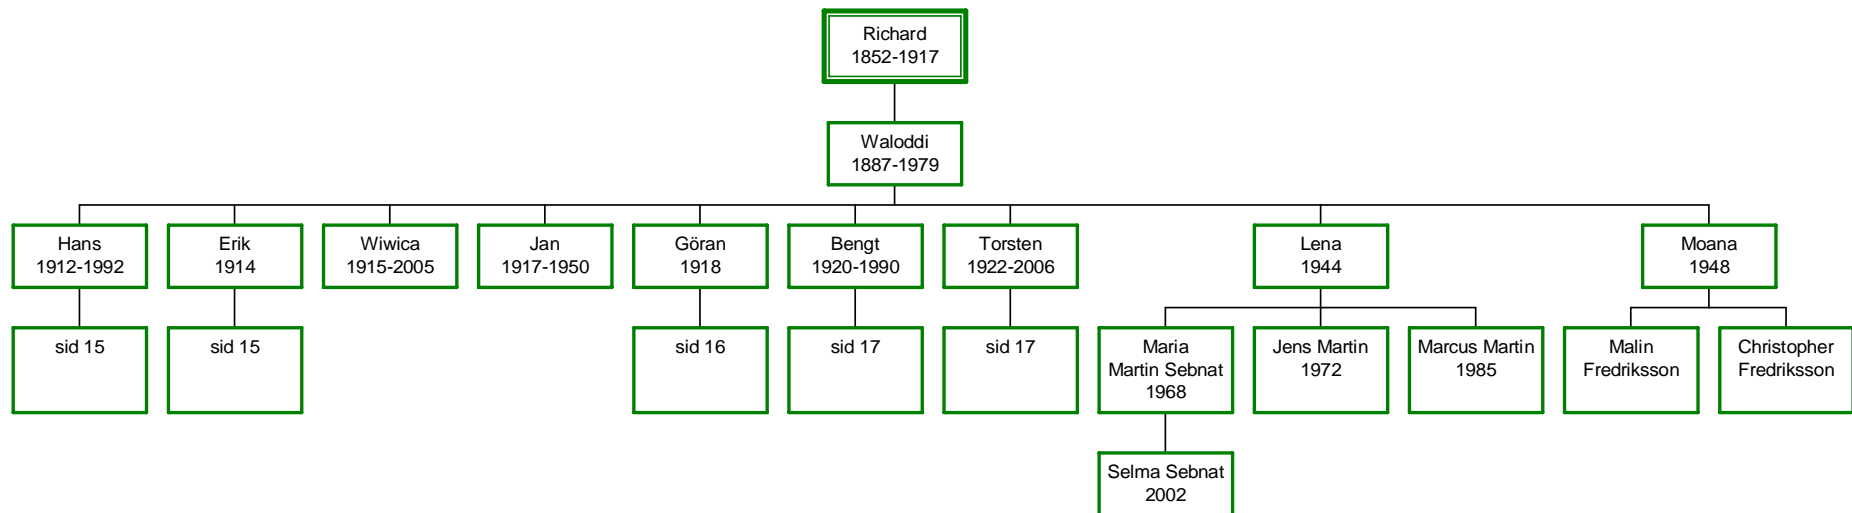 Richard
1852-1917
Waloddi
1887-1979
Hans
1912-1992
Erik
1914
Wiwica
1915-2005
Jan
1917-1950
Göran
1918
Bengt
1920-1990
Torsten
1922-2006
Lena
1944
Moana
1948
sid 15
sid 15
sid 16
sid 17
sid 17
Maria
Martin Sebnat
1968
Jens Martin
1972
Marcus Martin
1985
Malin
Fredriksson
Christopher
Fredriksson
Selma Sebnat
2002